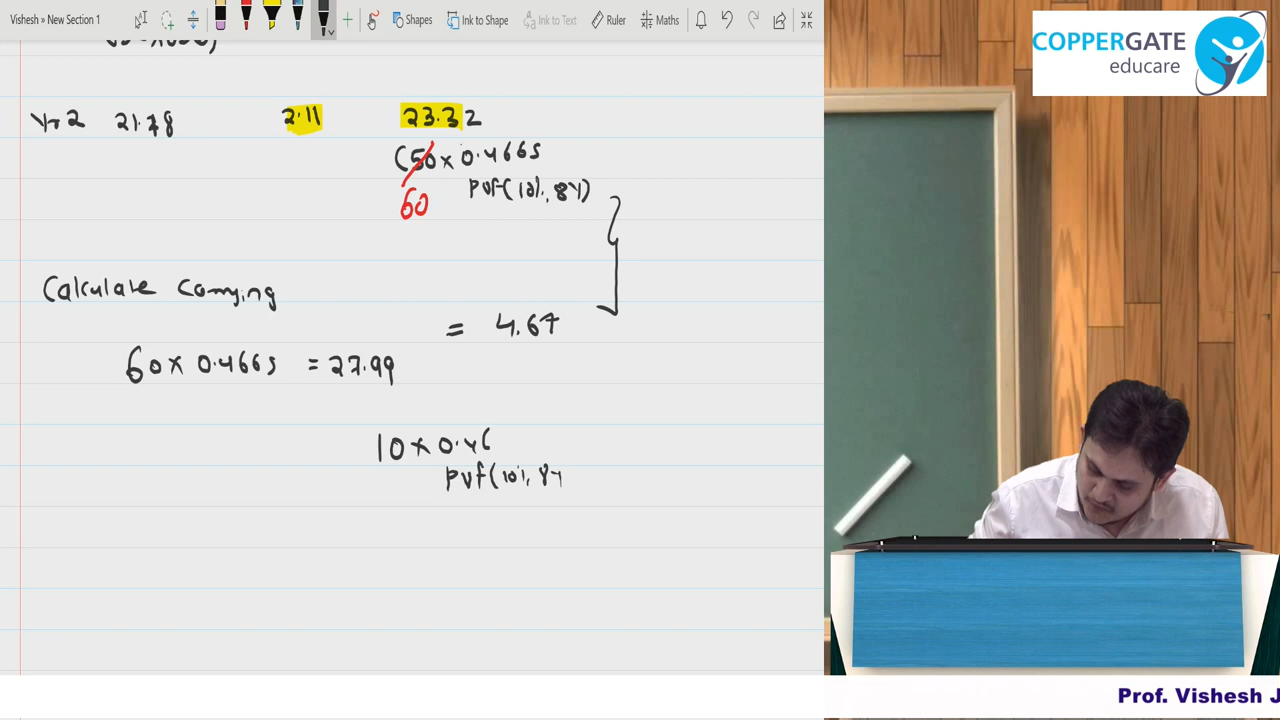 Vishesh » New Section 1
Shapes
Ink to Shape
Ink to Text
Ruler
Maths
COPPERGATE
educare
Yr 2 21.78 2.11 23.32
(50 x 0.4665
60 PVF(10%, 8Y)
Calculate Carrying
= 4.67
60 x 0.4665 = 27.99
10 x 0.46
PVF(10%, 8Y
Prof. Vishesh J